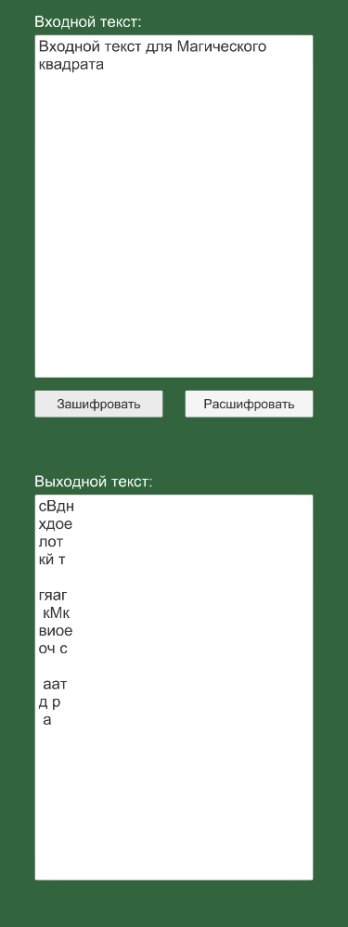 Входной текст:
Входной текст для Магического
квадрата
Зашифровать
Расшифровать
Выходной текст:
сВдн
хдое
лот
кй т
гяаг
 кМк
виое
оч с
 аат
д р
 а